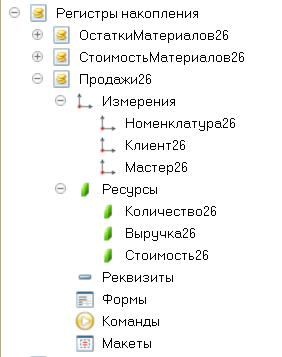 Регистры накопления
ОстаткиМатериалов26
СтоимостьМатериалов26
Продажи26
Измерения
Номенклатура26
Клиент26
Мастер26
Ресурсы
Количество26
Выручка26
Стоимость26
Реквизиты
Формы
Команды
Макеты